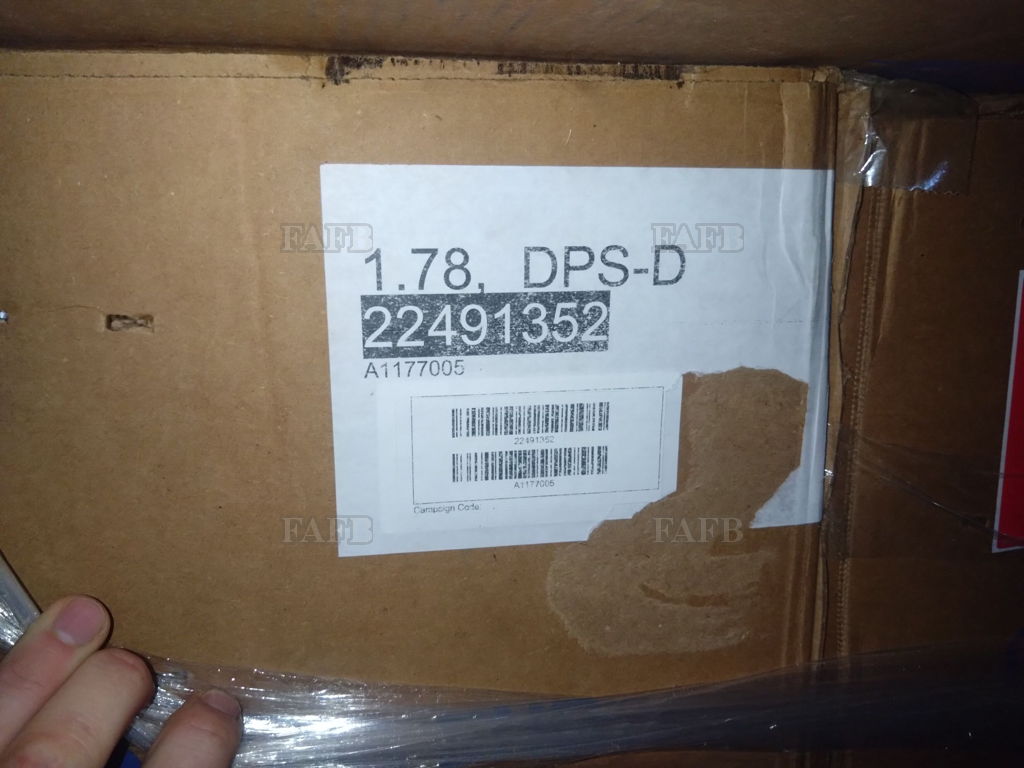 FAFB FAFB
1.78, DPS-D
22491352
A1177005
22491352
A1177005
Campaign Code:
FAFB FAFB